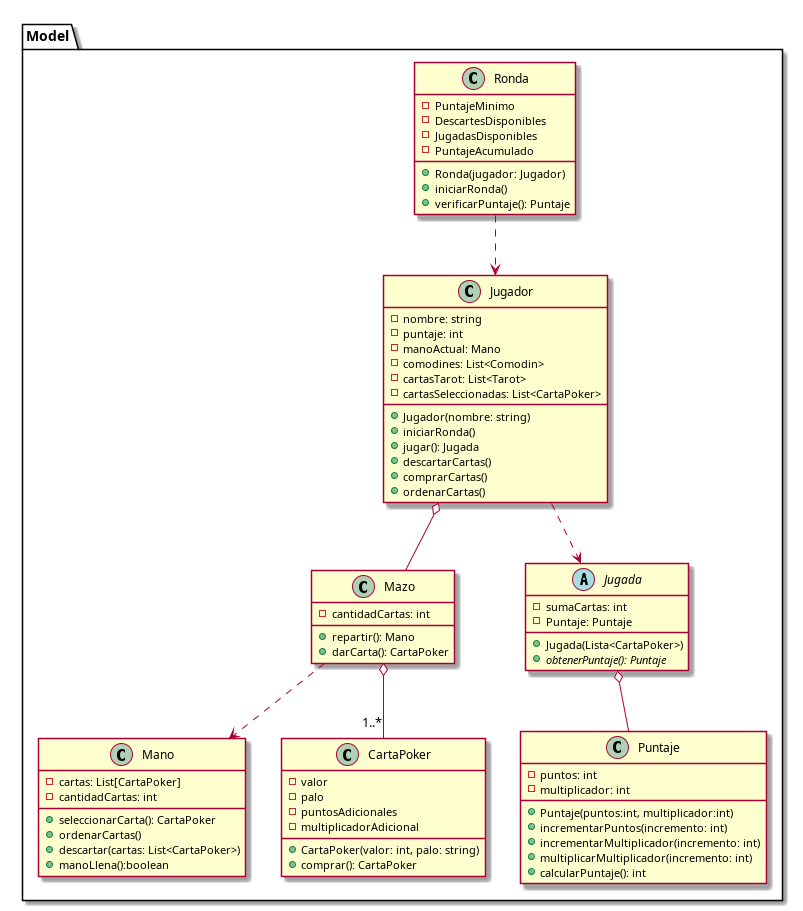 Model
C Ronda
PuntajeMinimo
DescartesDisponibles
JugadasDisponibles
PuntajeAcumulado
Ronda(jugador: Jugador)
iniciarRonda()
verificarPuntaje(): Puntaje
C Jugador
nombre: string
puntaje: int
manoActual: Mano
comodines: List<Comodin>
cartasTarot: List<Tarot>
cartasSeleccionadas: List<CartaPoker>
Jugador(nombre: string)
iniciarRonda()
jugar(): Jugada
descartarCartas()
comprarCartas()
ordenarCartas()
C Mazo
cantidadCartas: int
repartir(): Mano
darCarta(): CartaPoker
A Jugada
sumaCartas: int
Puntaje: Puntaje
Jugada(Lista<CartaPoker>)
obtenerPuntaje(): Puntaje
1..*
C Mano
cartas: List[CartaPoker]
cantidadCartas: int
seleccionarCarta(): CartaPoker
ordenarCartas()
descartar(cartas: List<CartaPoker>)
manoLlena():boolean
C CartaPoker
valor
palo
puntosAdicionales
multiplicadorAdicional
CartaPoker(valor: int, palo: string)
comprar(): CartaPoker
C Puntaje
puntos: int
multiplicador: int
Puntaje(puntos:int, multiplicador:int)
incrementarPuntos(incremento: int)
incrementarMultiplicador(incremento: int)
multiplicarMultiplicador(incremento: int)
calcularPuntaje(): int